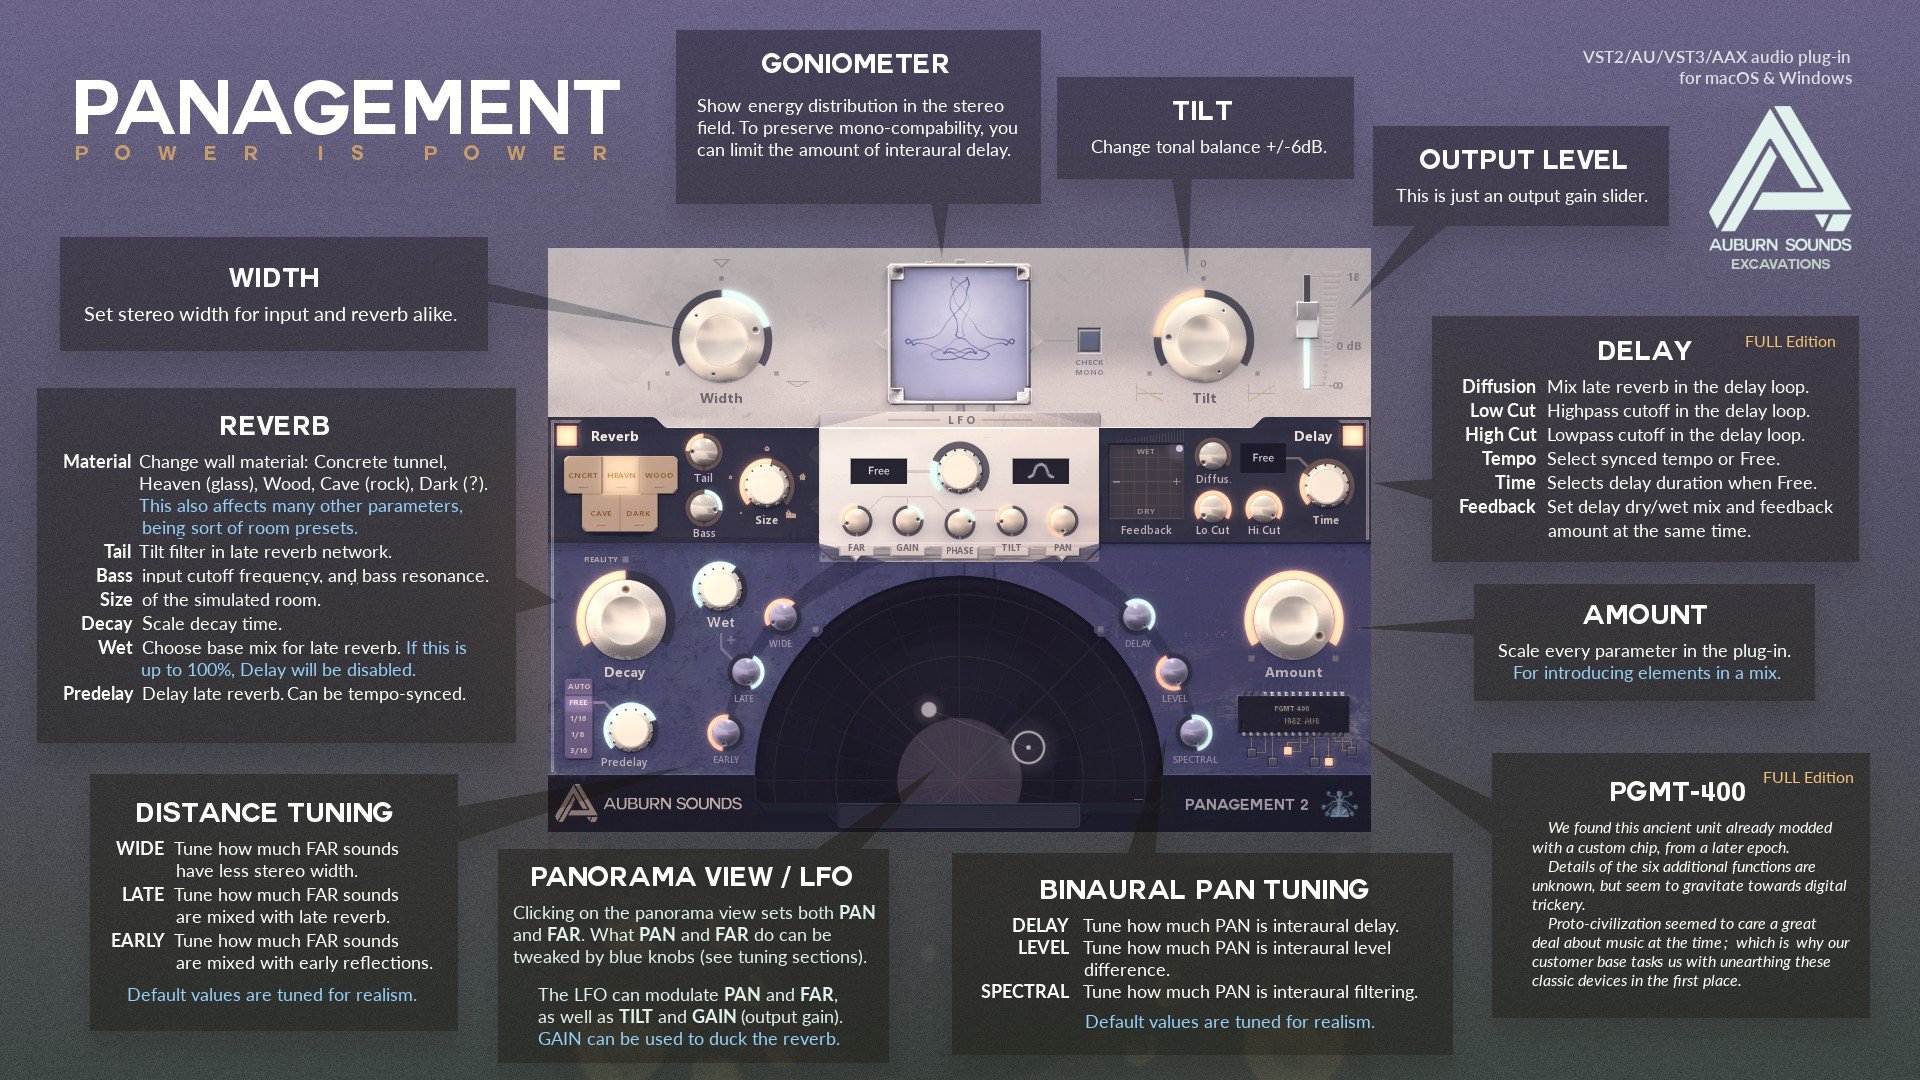 PANAGEMENT
POWER IS POWER
GONIOMETER
Show energy distribution in the stereo
field. To preserve mono-compability, you
can limit the amount of interaural delay.
TILT
Change tonal balance +/-6dB.
OUTPUT LEVEL
This is just an output gain slider.
VST2/AU/VST3/AAX audio plug-in
for macOS & Windows
AUBURN SOUNDS
EXCAVATIONS
WIDTH
Set stereo width for input and reverb alike.
REVERB
Material Change wall material: Concrete tunnel,
Heaven (glass), Wood, Cave (rock), Dark (?).
This also affects many other parameters,
being sort of room presets.
Tail Tilt filter in late reverb network.
Bass input cutoff frequency, and bass resonance.
Size of the simulated room.
Decay Scale decay time.
Wet Choose base mix for late reverb. If this is
up to 100%, Delay will be disabled.
Predelay Delay late reverb. Can be tempo-synced.
DISTANCE TUNING
WIDE Tune how much FAR sounds
have less stereo width.
LATE Tune how much FAR sounds
are mixed with late reverb.
EARLY Tune how much FAR sounds
are mixed with early reflections.
Default values are tuned for realism.
Width
CHECK
MONO
0
Tilt
18
0 dB
-∞
LFO
Reverb
CNCRT HEAVN WOOD
CAVE DARK
Tail
Bass
Size
Free
FAR GAIN PHASE TILT PAN
WET
DRY
Feedback
Diffus.
Free
Delay
Lo Cut
Hi Cut
Time
REALITY
Decay
Wet
WIDE
LATE
EARLY
AUTO
FREE
1/16
1/8
3/16
Predelay
DELAY
LEVEL
SPECTRAL
Amount
PGMT 400
1982 AUB
AUBURN SOUNDS
PANAGEMENT 2
DELAY
FULL Edition
Diffusion Mix late reverb in the delay loop.
Low Cut Highpass cutoff in the delay loop.
High Cut Lowpass cutoff in the delay loop.
Tempo Select synced tempo or Free.
Time Selects delay duration when Free.
Feedback Set delay dry/wet mix and feedback
amount at the same time.
AMOUNT
Scale every parameter in the plug-in.
For introducing elements in a mix.
PANORAMA VIEW / LFO
Clicking on the panorama view sets both PAN
and FAR. What PAN and FAR do can be
tweaked by blue knobs (see tuning sections).
The LFO can modulate PAN and FAR,
as well as TILT and GAIN (output gain).
GAIN can be used to duck the reverb.
BINAURAL PAN TUNING
DELAY Tune how much PAN is interaural delay.
LEVEL Tune how much PAN is interaural level
difference.
SPECTRAL Tune how much PAN is interaural filtering.
Default values are tuned for realism.
PGMT-400
FULL Edition
We found this ancient unit already modded
with a custom chip, from a later epoch.
Details of the six additional functions are
unknown, but seem to gravitate towards digital
trickery.
Proto-civilization seemed to care a great
deal about music at the time; which is why our
customer base tasks us with unearthing these
classic devices in the first place.